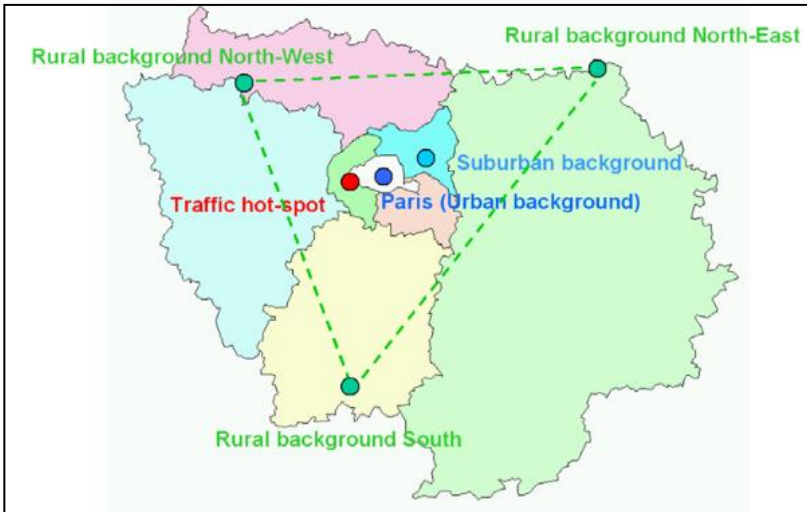 Rural background North-East
Rural background North-West
Suburban background
Paris (Urban background)
Traffic hot-spot
Rural background South